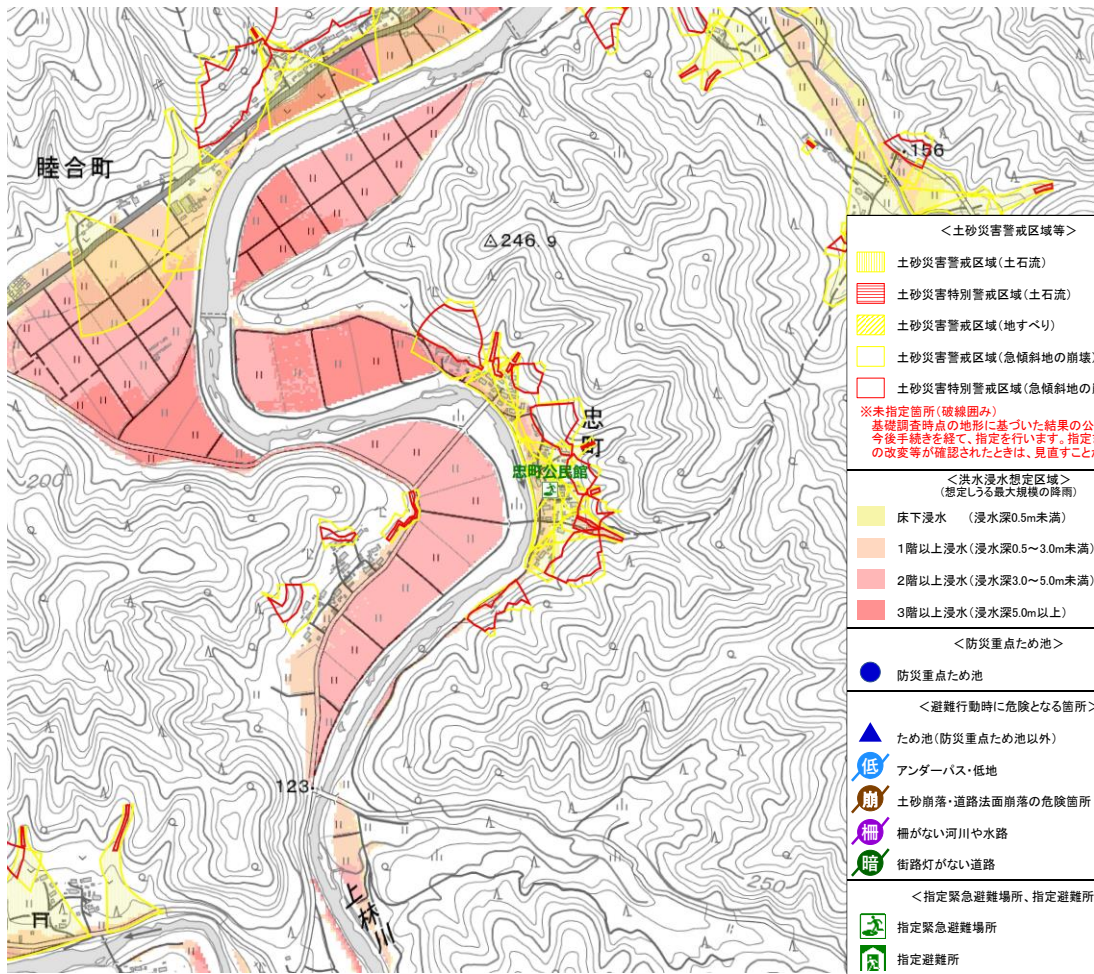 睦合町
246.9
156
忠町
忠町公民館
200
123
上林川
250
＜土砂災害警戒区域等＞
土砂災害警戒区域（土石流）
土砂災害特別警戒区域（土石流）
土砂災害警戒区域（地すべり）
土砂災害警戒区域（急傾斜地の崩壊）
土砂災害特別警戒区域（急傾斜地の
※未指定箇所（破線囲み）
基礎調査時点の地形に基づいた結果の公
今後手続きを経て、指定を行います。指定
の改変等が確認されたときは、見直すこと
＜洪水浸水想定区域＞
（想定しうる最大規模の降雨）
床下浸水　（浸水深0.5m未満）
1階以上浸水（浸水深0.5～3.0m未満）
2階以上浸水（浸水深3.0～5.0m未満）
3階以上浸水（浸水深5.0m以上）
＜防災重点ため池＞
防災重点ため池
＜避難行動時に危険となる箇所＞
ため池（防災重点ため池以外）
低 アンダーパス・低地
崩 土砂崩落・道路法面崩落の危険箇所
柵 柵がない河川や水路
暗 街路灯がない道路
＜指定緊急避難場所、指定避難所
指定緊急避難場所
指定避難所